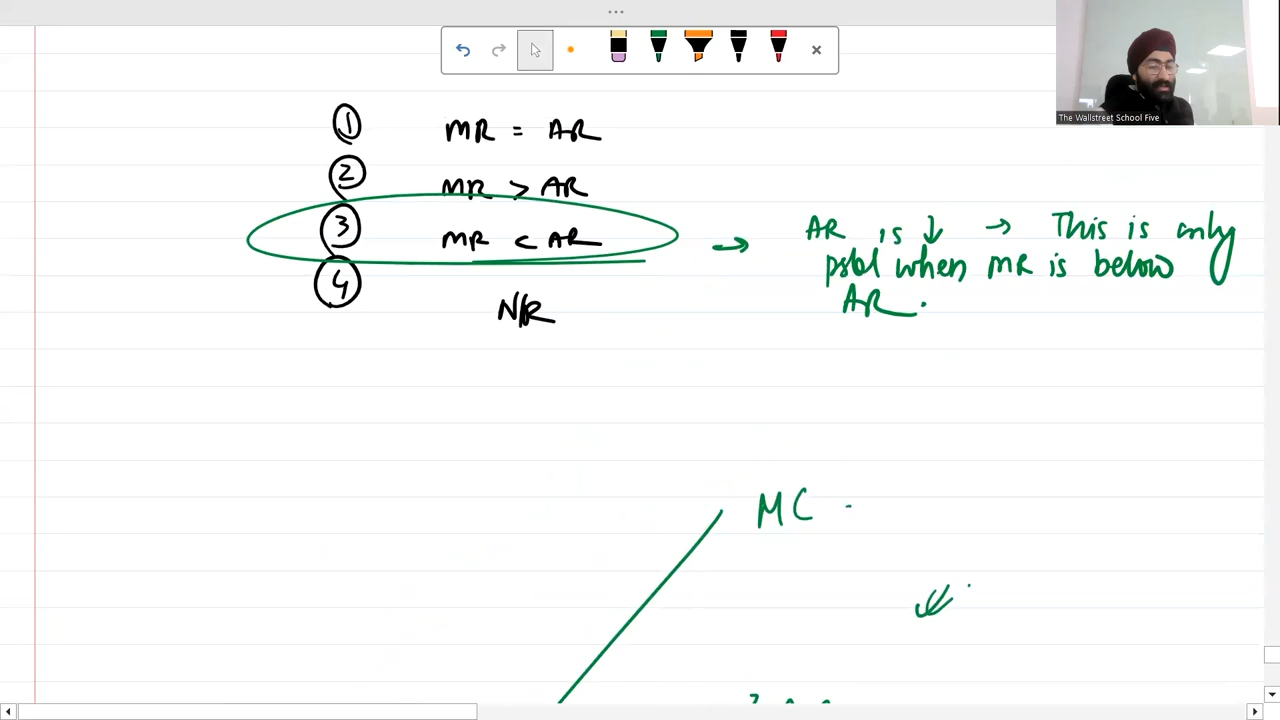 The Wallstreet School Five
① MR = AR
② MR > AR
③ MR < AR → AR is ↓ → This is only
psbl when MR is below
AR.
④ N/R
MC